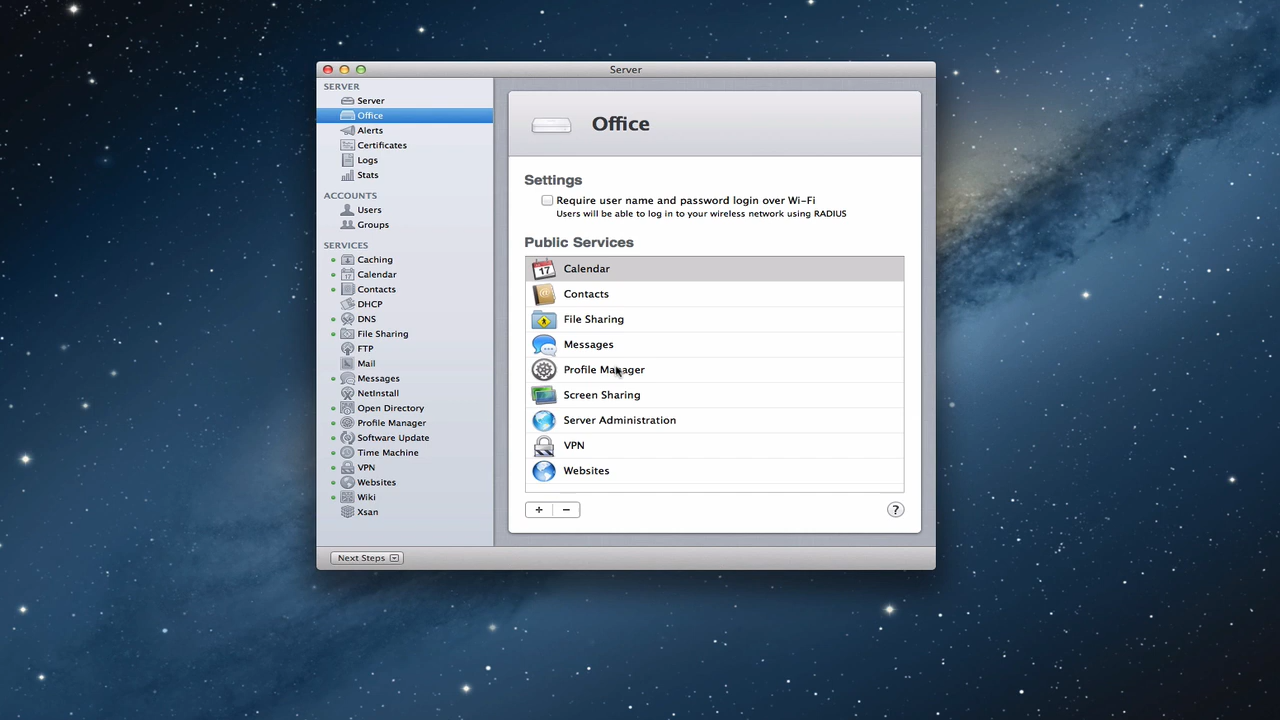 Server
SERVER
Server
Office
Alerts
Certificates
Logs
Stats
ACCOUNTS
Users
Groups
SERVICES
Caching
Calendar
Contacts
DHCP
DNS
File Sharing
FTP
Mail
Messages
NetInstall
Open Directory
Profile Manager
Software Update
Time Machine
VPN
Websites
Wiki
Xsan
Office
Settings
Require user name and password login over Wi-Fi
Users will be able to log in to your wireless network using RADIUS
Public Services
17 Calendar
Contacts
File Sharing
Messages
Profile Manager
Screen Sharing
Server Administration
VPN
Websites
+ −
?
Next Steps